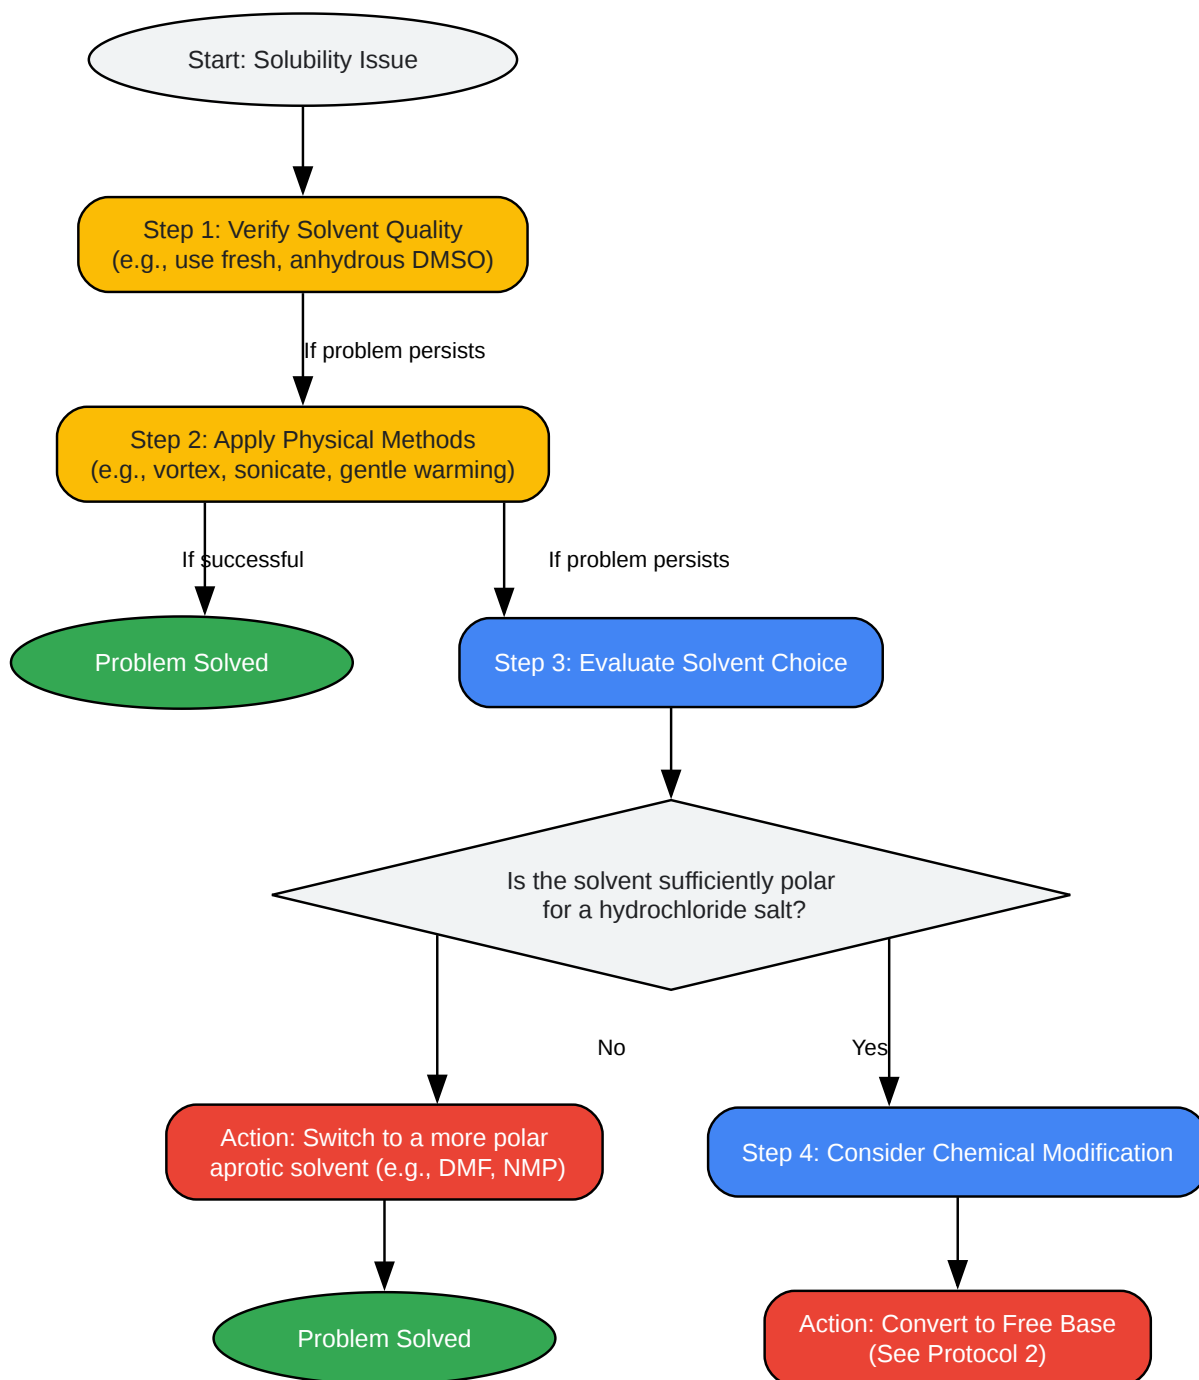 Start: Solubility Issue
Step 1: Verify Solvent Quality
(e.g., use fresh, anhydrous DMSO)
If problem persists
Step 2: Apply Physical Methods
(e.g., vortex, sonicate, gentle warming)
If successful
If problem persists
Problem Solved
Step 3: Evaluate Solvent Choice
Is the solvent sufficiently polar
for a hydrochloride salt?
No
Yes
Action: Switch to a more polar
aprotic solvent (e.g., DMF, NMP)
Step 4: Consider Chemical Modification
Problem Solved
Action: Convert to Free Base
(See Protocol 2)